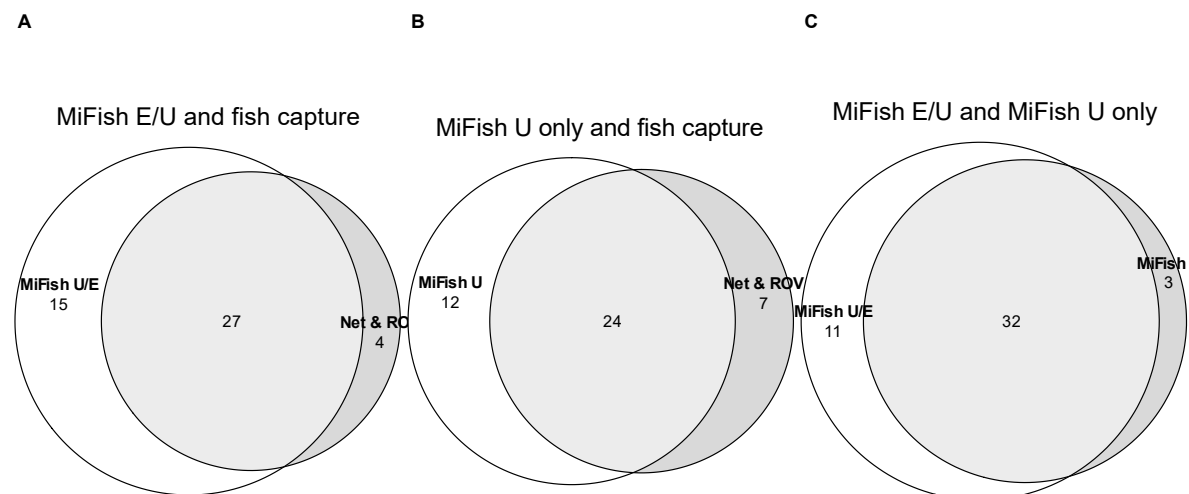 A
B
C
MiFish E/U and fish capture
MiFish U only and fish capture
MiFish E/U and MiFish U only
MiFish U/E
15
27
Net & RO
4
MiFish U
12
24
Net & ROV
7
MiFish U/E
11
32
MiFish
3